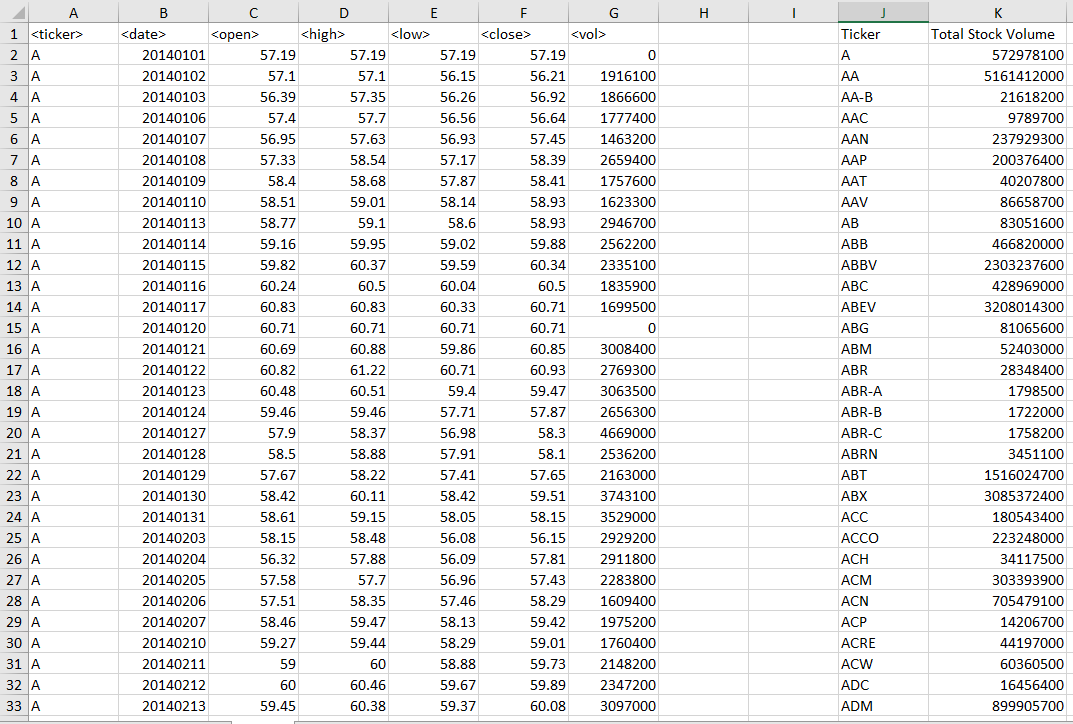 A B C D E F G H I J K
1 <ticker> <date> <open> <high> <low> <close> <vol> Ticker Total Stock Volume
2 A 20140101 57.19 57.19 57.19 57.19 0 A 572978100
3 A 20140102 57.1 57.1 56.15 56.21 1916100 AA 5161412000
4 A 20140103 56.39 57.35 56.26 56.92 1866600 AA-B 21618200
5 A 20140106 57.4 57.7 56.56 56.64 1777400 AAC 9789700
6 A 20140107 56.95 57.63 56.93 57.45 1463200 AAN 237929300
7 A 20140108 57.33 58.54 57.17 58.39 2659400 AAP 200376400
8 A 20140109 58.4 58.68 57.87 58.41 1757600 AAT 40207800
9 A 20140110 58.51 59.01 58.14 58.93 1623300 AAV 86658700
10 A 20140113 58.77 59.1 58.6 58.93 2946700 AB 83051600
11 A 20140114 59.16 59.95 59.02 59.88 2562200 ABB 466820000
12 A 20140115 59.82 60.37 59.59 60.34 2335100 ABBV 2303237600
13 A 20140116 60.24 60.5 60.04 60.5 1835900 ABC 428969000
14 A 20140117 60.83 60.83 60.33 60.71 1699500 ABEV 3208014300
15 A 20140120 60.71 60.71 60.71 60.71 0 ABG 81065600
16 A 20140121 60.69 60.88 59.86 60.85 3008400 ABM 52403000
17 A 20140122 60.82 61.22 60.71 60.93 2769300 ABR 28348400
18 A 20140123 60.48 60.51 59.4 59.47 3063500 ABR-A 1798500
19 A 20140124 59.46 59.46 57.71 57.87 2656300 ABR-B 1722000
20 A 20140127 57.9 58.37 56.98 58.3 4669000 ABR-C 1758200
21 A 20140128 58.5 58.88 57.91 58.1 2536200 ABRN 3451100
22 A 20140129 57.67 58.22 57.41 57.65 2163000 ABT 1516024700
23 A 20140130 58.42 60.11 58.42 59.51 3743100 ABX 3085372400
24 A 20140131 58.61 59.15 58.05 58.15 3529000 ACC 180543400
25 A 20140203 58.15 58.48 56.08 56.15 2929200 ACCO 223248000
26 A 20140204 56.32 57.88 56.09 57.81 2911800 ACH 34117500
27 A 20140205 57.58 57.7 56.96 57.43 2283800 ACM 303393900
28 A 20140206 57.51 58.35 57.46 58.29 1609400 ACN 705479100
29 A 20140207 58.46 59.47 58.13 59.42 1975200 ACP 14206700
30 A 20140210 59.27 59.44 58.29 59.01 1760400 ACRE 44197000
31 A 20140211 59 60 58.88 59.73 2148200 ACW 60360500
32 A 20140212 60 60.46 59.67 59.89 2347200 ADC 16456400
33 A 20140213 59.45 60.38 59.37 60.08 3097000 ADM 899905700